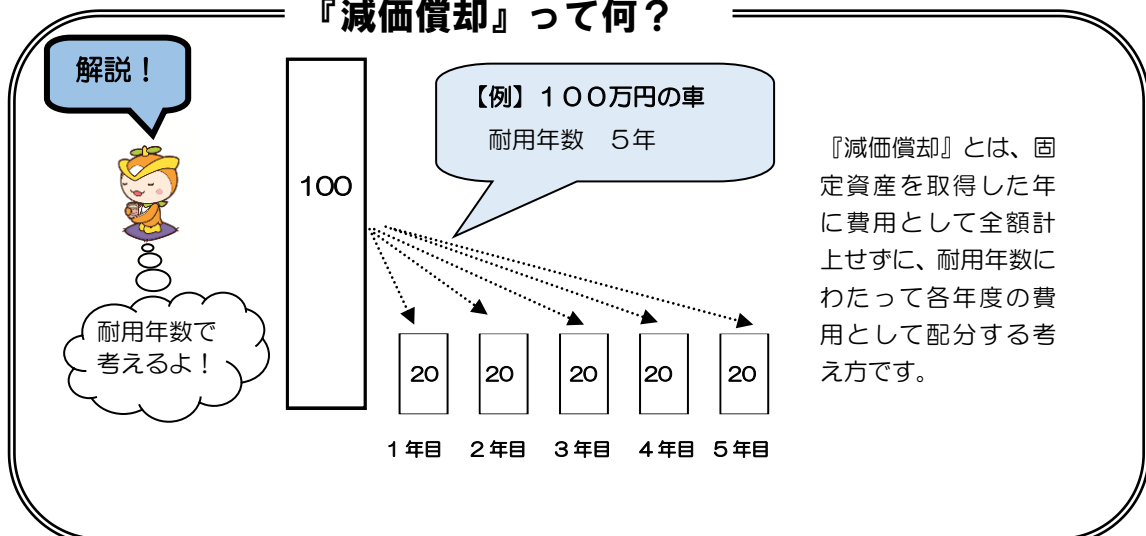 『減価償却』って何？
解説！
【例】１００万円の車
耐用年数　５年
100
『減価償却』とは、固
定資産を取得した年
に費用として全額計
上せずに、耐用年数に
わたって各年度の費
用として配分する考
え方です。
耐用年数で
考えるよ！
20 20 20 20 20
１年目 ２年目 ３年目 ４年目 ５年目